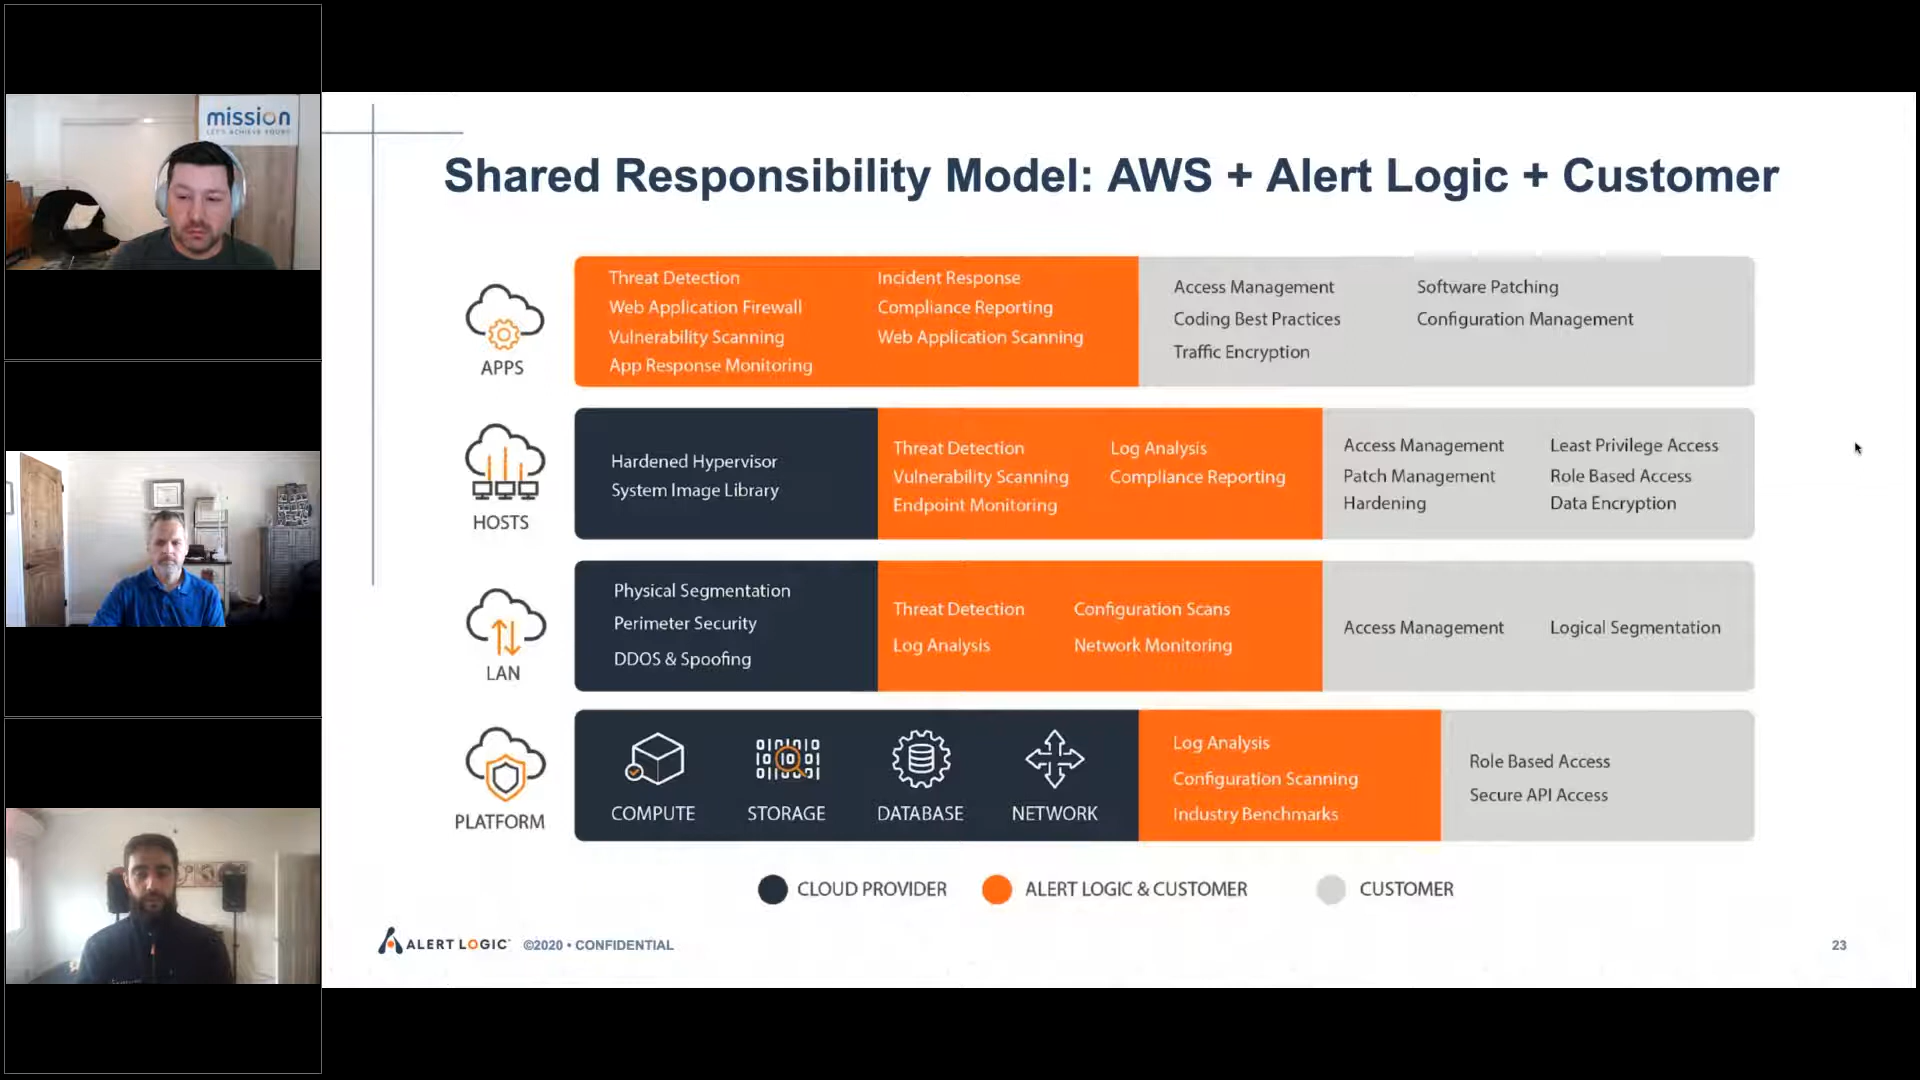 mission
LET'S ACHIEVE YOURS
Shared Responsibility Model: AWS + Alert Logic + Customer
APPS
Threat Detection
Web Application Firewall
Vulnerability Scanning
App Response Monitoring
Incident Response
Compliance Reporting
Web Application Scanning
Access Management
Coding Best Practices
Traffic Encryption
Software Patching
Configuration Management
HOSTS
Hardened Hypervisor
System Image Library
Threat Detection
Vulnerability Scanning
Endpoint Monitoring
Log Analysis
Compliance Reporting
Access Management
Patch Management
Hardening
Least Privilege Access
Role Based Access
Data Encryption
LAN
Physical Segmentation
Perimeter Security
DDOS & Spoofing
Threat Detection
Log Analysis
Configuration Scans
Network Monitoring
Access Management
Logical Segmentation
PLATFORM
COMPUTE
STORAGE
DATABASE
NETWORK
Log Analysis
Configuration Scanning
Industry Benchmarks
Role Based Access
Secure API Access
CLOUD PROVIDER
ALERT LOGIC & CUSTOMER
CUSTOMER
ALERT LOGIC
©2020 • CONFIDENTIAL
23